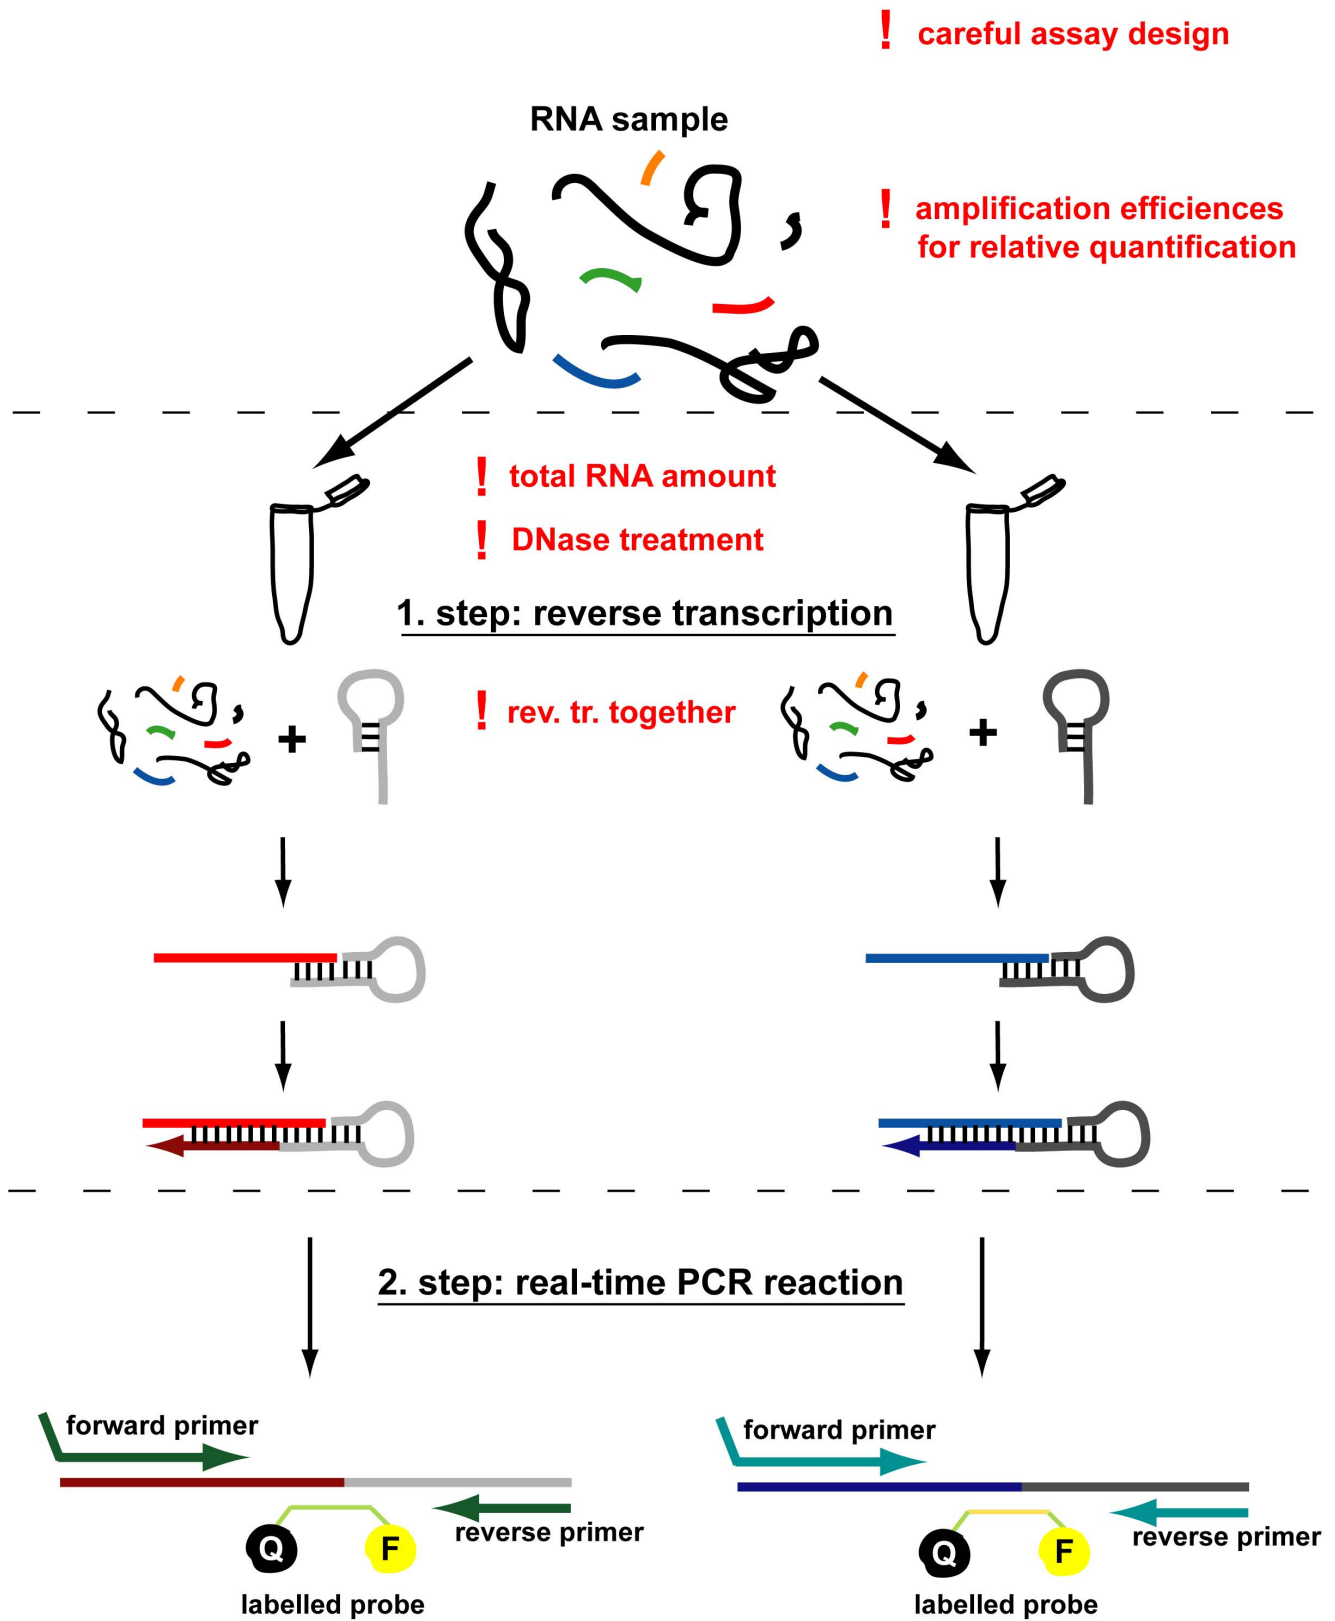 ! careful assay design
RNA sample
! amplification efficiences
for relative quantification
! total RNA amount
! DNase treatment
1. step: reverse transcription
! rev. tr. together
+
+
2. step: real-time PCR reaction
forward primer
forward primer
reverse primer
reverse primer
Q
F
Q
F
labelled probe
labelled probe